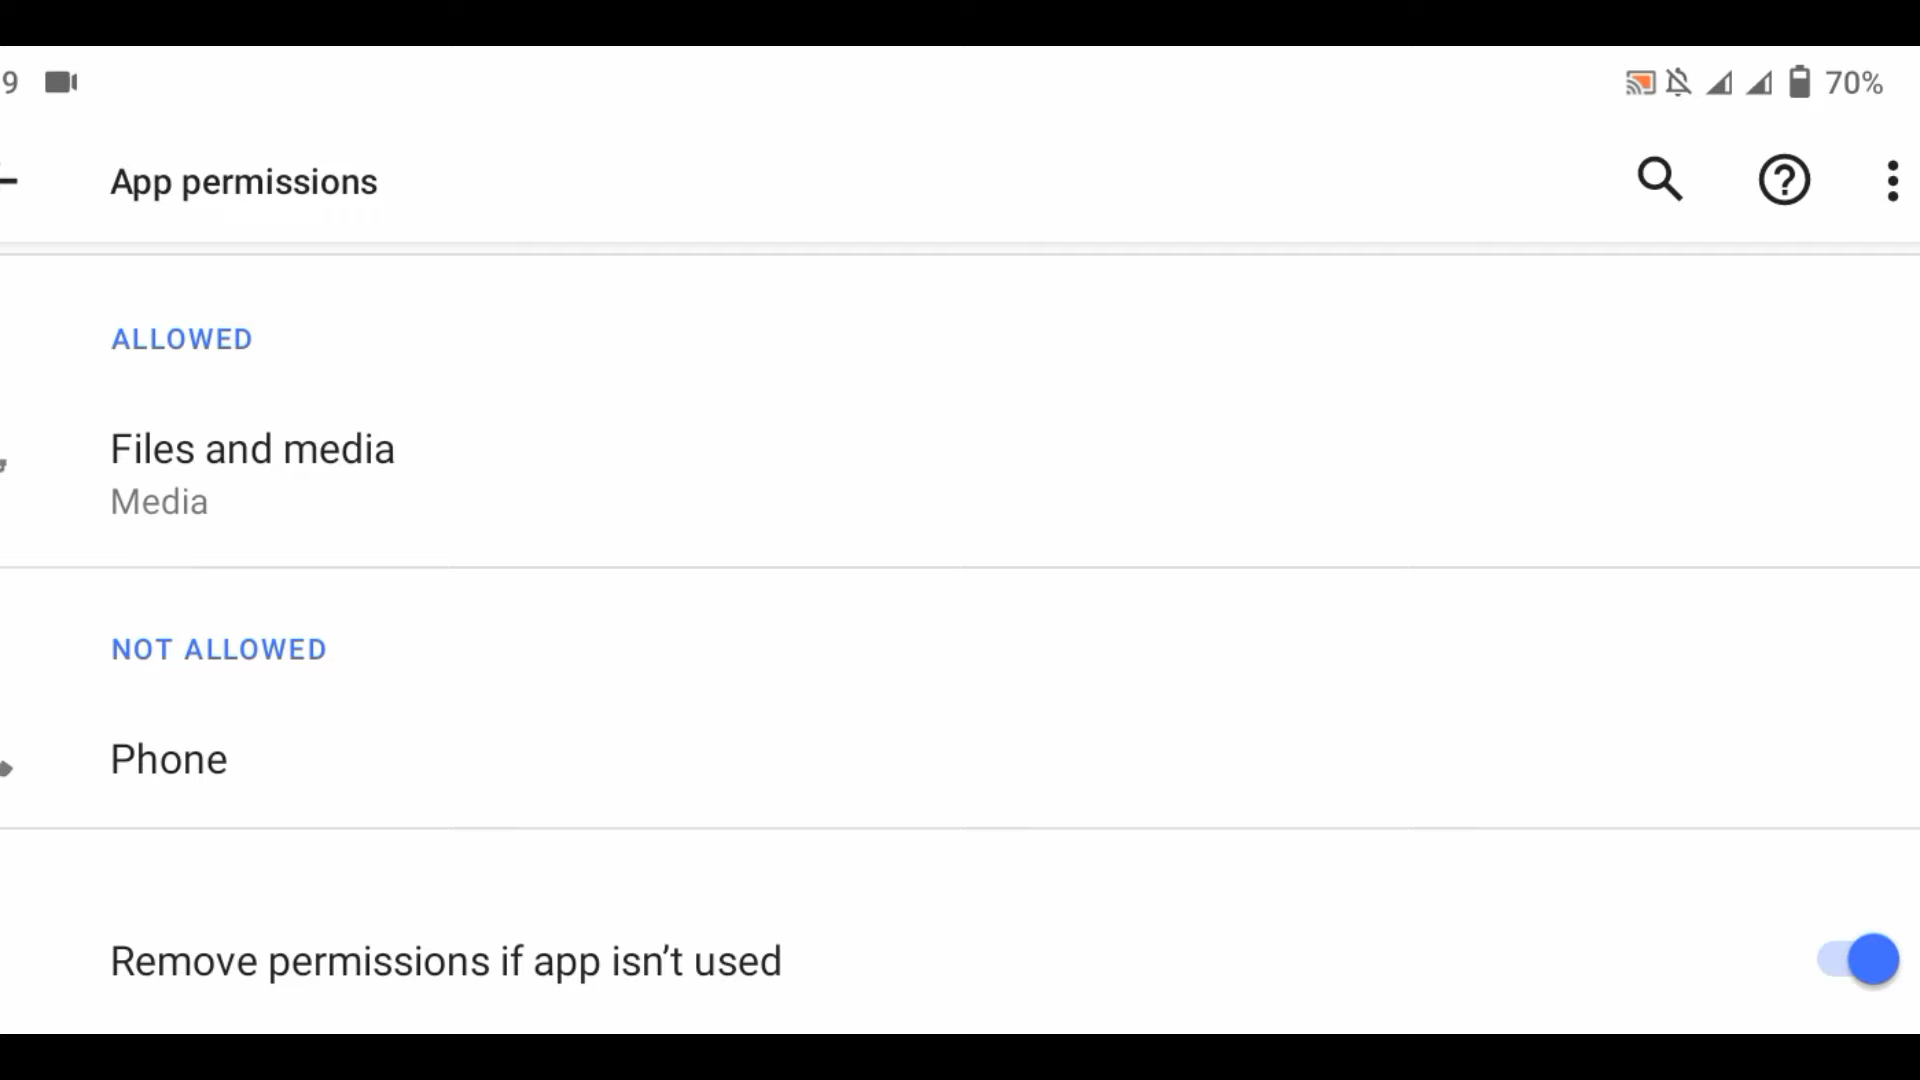 9 70%
App permissions
ALLOWED
Files and media
Media
NOT ALLOWED
Phone
Remove permissions if app isn’t used